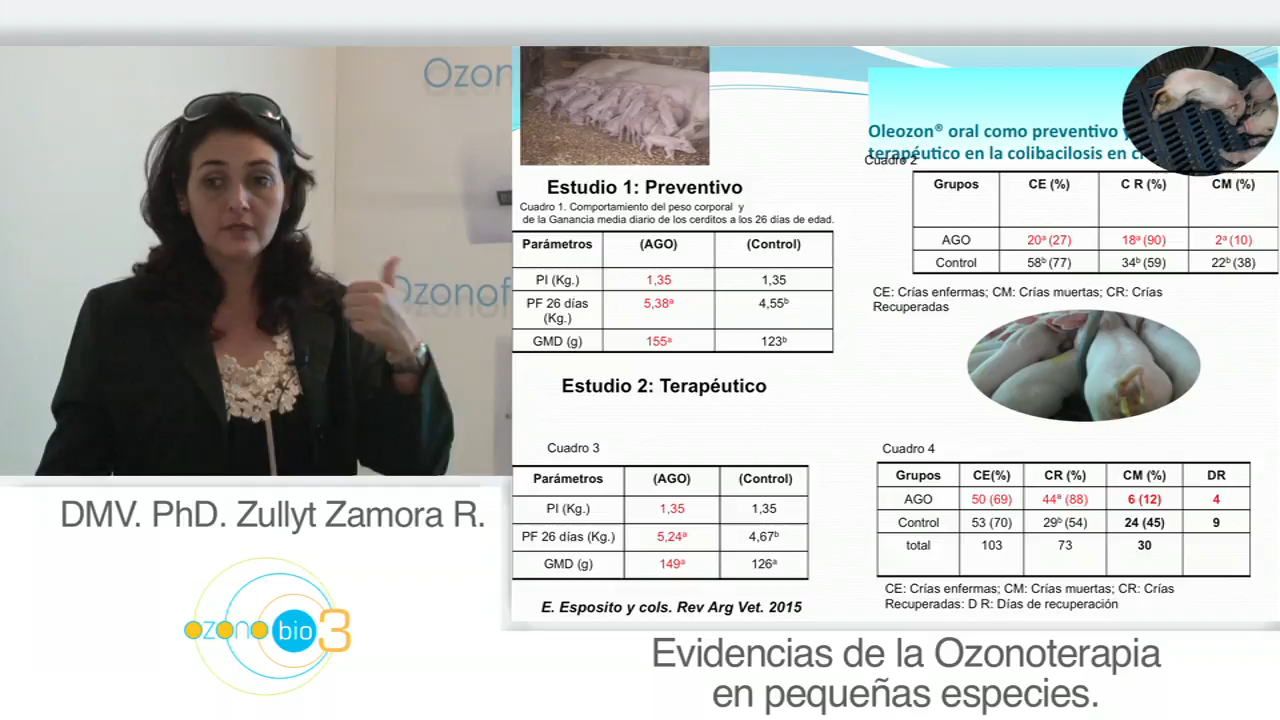 Ozon
Ozonof
DMV. PhD. Zullyt Zamora R.
ozono bio 3
Estudio 1: Preventivo
Cuadro 1. Comportamiento del peso corporal y
de la Ganancia media diario de los cerditos a los 26 días de edad.
Parámetros (AGO) (Control)
PI (Kg.) 1,35 1,35
PF 26 días (Kg.) 5,38ª 4,55ᵇ
GMD (g) 155ª 123ᵇ
Estudio 2: Terapéutico
Cuadro 3
Parámetros (AGO) (Control)
PI (Kg.) 1,35 1,35
PF 26 días (Kg.) 5,24ª 4,67ᵇ
GMD (g) 149ª 126ª
E. Esposito y cols. Rev Arg Vet. 2015
Oleozon® oral como preventivo y
terapéutico en la colibacilosis en
Cuadro 2
Grupos CE (%) C R (%) CM (%)
AGO 20ª (27) 18ª (90) 2ª (10)
Control 58ᵇ (77) 34ᵇ (59) 22ᵇ (38)
CE: Crías enfermas; CM: Crías muertas; CR: Crías
Recuperadas
Cuadro 4
Grupos CE(%) CR (%) CM (%) DR
AGO 50 (69) 44ª (88) 6 (12) 4
Control 53 (70) 29ᵇ (54) 24 (45) 9
total 103 73 30
CE: Crías enfermas; CM: Crías muertas; CR: Crías
Recuperadas: D R: Días de recuperación
Evidencias de la Ozonoterapia
en pequeñas especies.